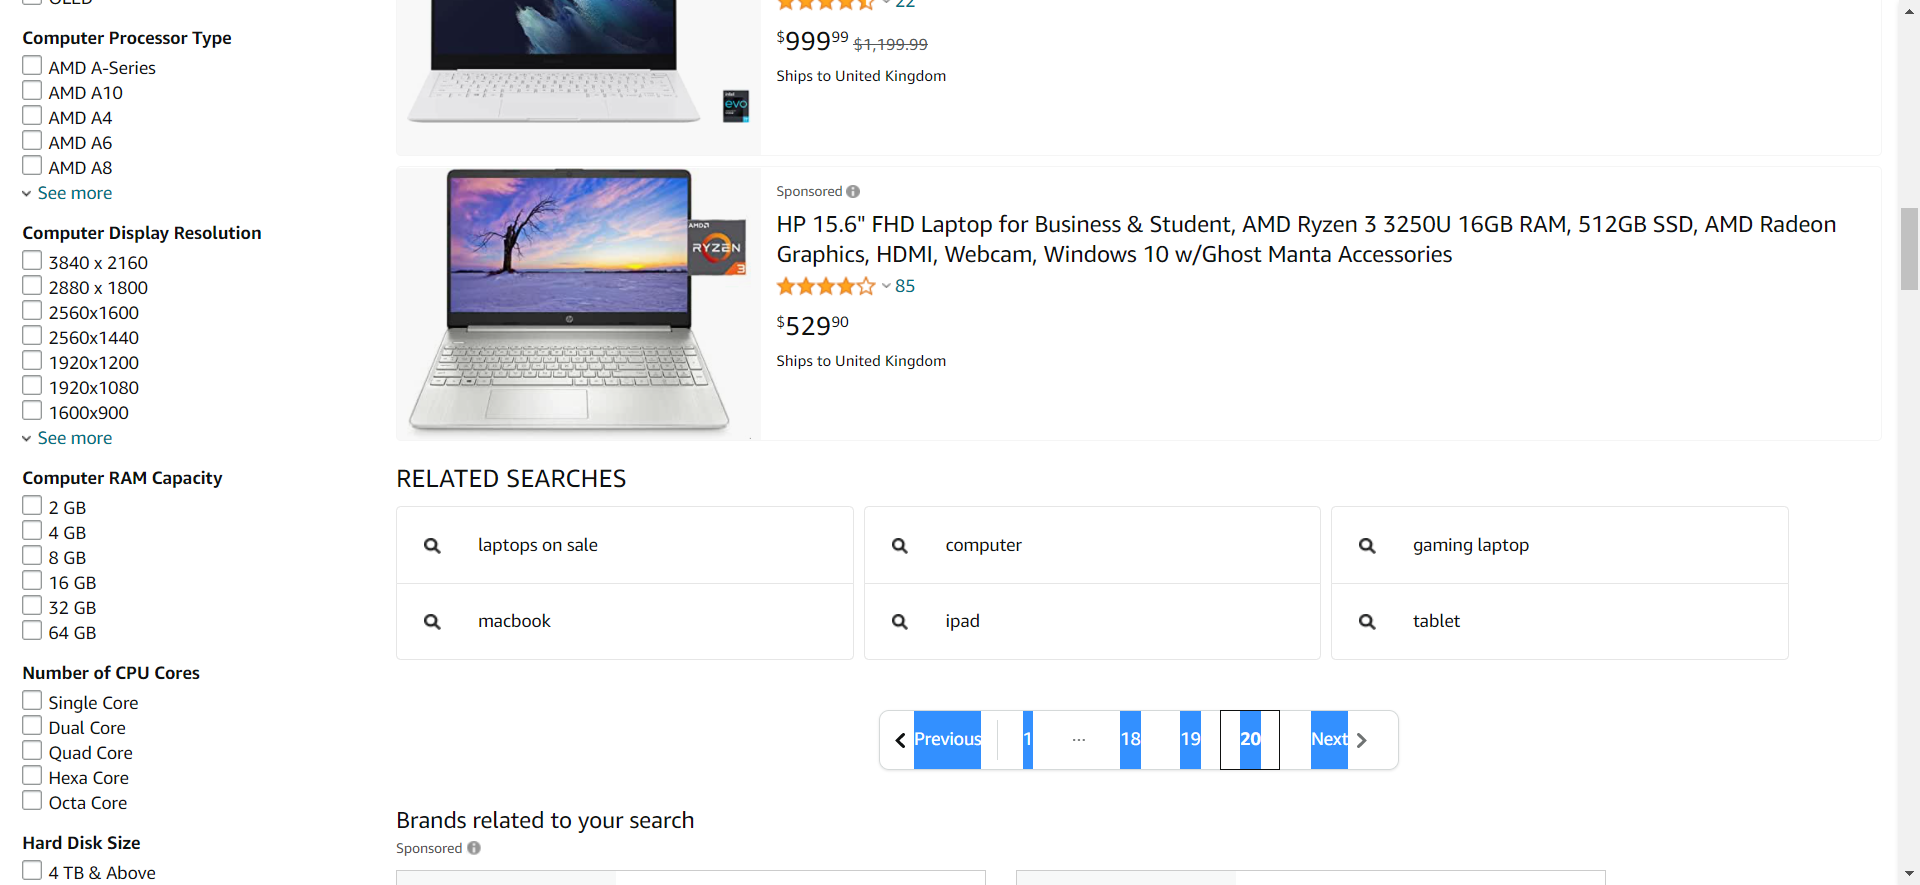 OLED
Computer Processor Type
AMD A-Series
AMD A10
AMD A4
AMD A6
AMD A8
See more
Computer Display Resolution
3840 x 2160
2880 x 1800
2560x1600
2560x1440
1920x1200
1920x1080
1600x900
See more
Computer RAM Capacity
2 GB
4 GB
8 GB
16 GB
32 GB
64 GB
Number of CPU Cores
Single Core
Dual Core
Quad Core
Hexa Core
Octa Core
Hard Disk Size
4 TB & Above
22
$999.99 $1,199.99
Ships to United Kingdom
intel
evo
AMD
RYZEN
3
Sponsored
HP 15.6" FHD Laptop for Business & Student, AMD Ryzen 3 3250U 16GB RAM, 512GB SSD, AMD Radeon
Graphics, HDMI, Webcam, Windows 10 w/Ghost Manta Accessories
85
$529.90
Ships to United Kingdom
RELATED SEARCHES
laptops on sale
computer
gaming laptop
macbook
ipad
tablet
Previous 1 ... 18 19 20 Next
Brands related to your search
Sponsored